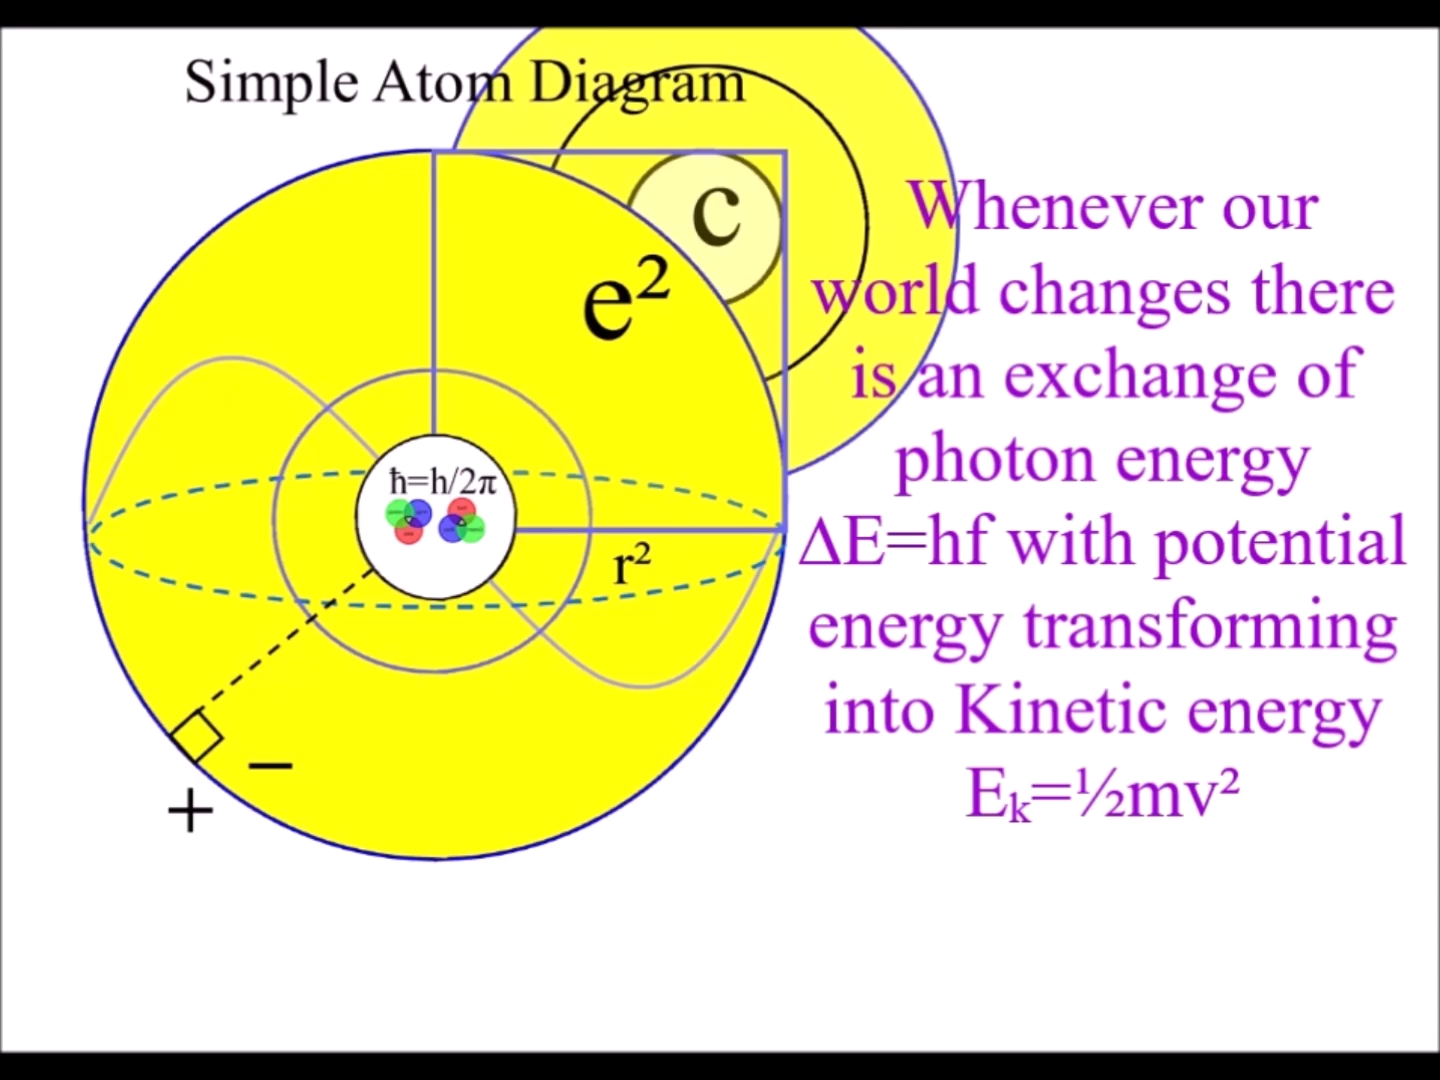 Simple Atom Diagram
c
e²
Whenever our
world changes there
is an exchange of
photon energy
ΔE=hf with potential
energy transforming
into Kinetic energy
Eₖ=½mv²
ħ=h/2π
r²
−
+